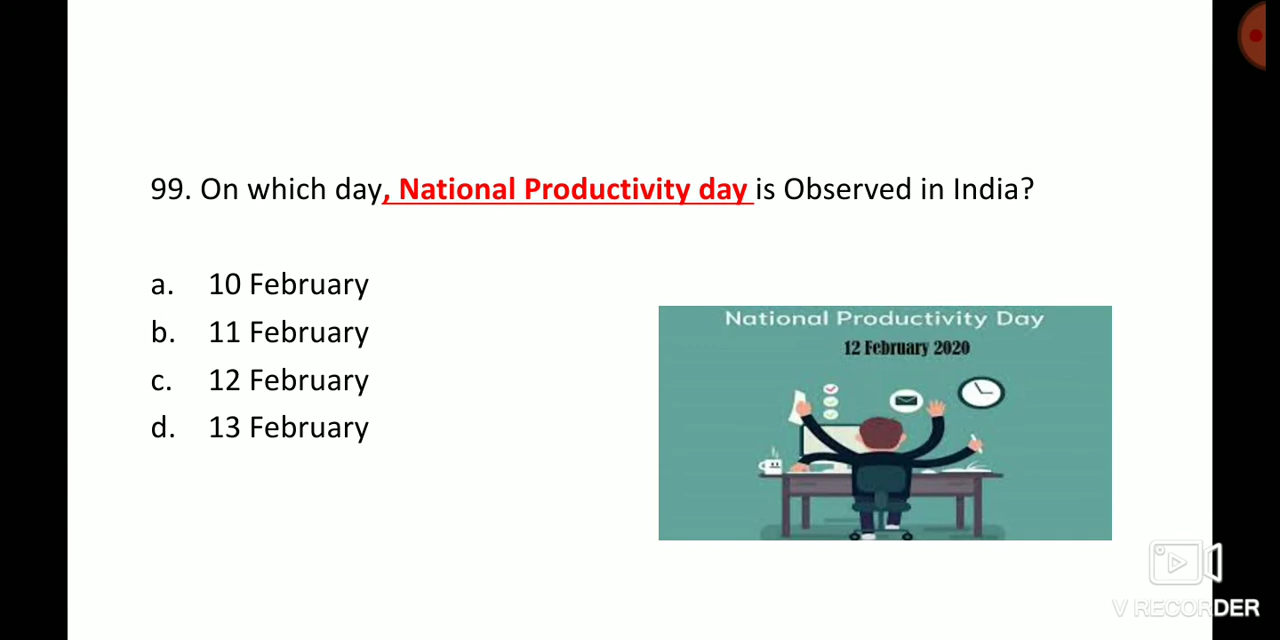 99. On which day, National Productivity day is Observed in India?
a. 10 February
b. 11 February
c. 12 February
d. 13 February
National Productivity Day
12 February 2020
V RECORDER